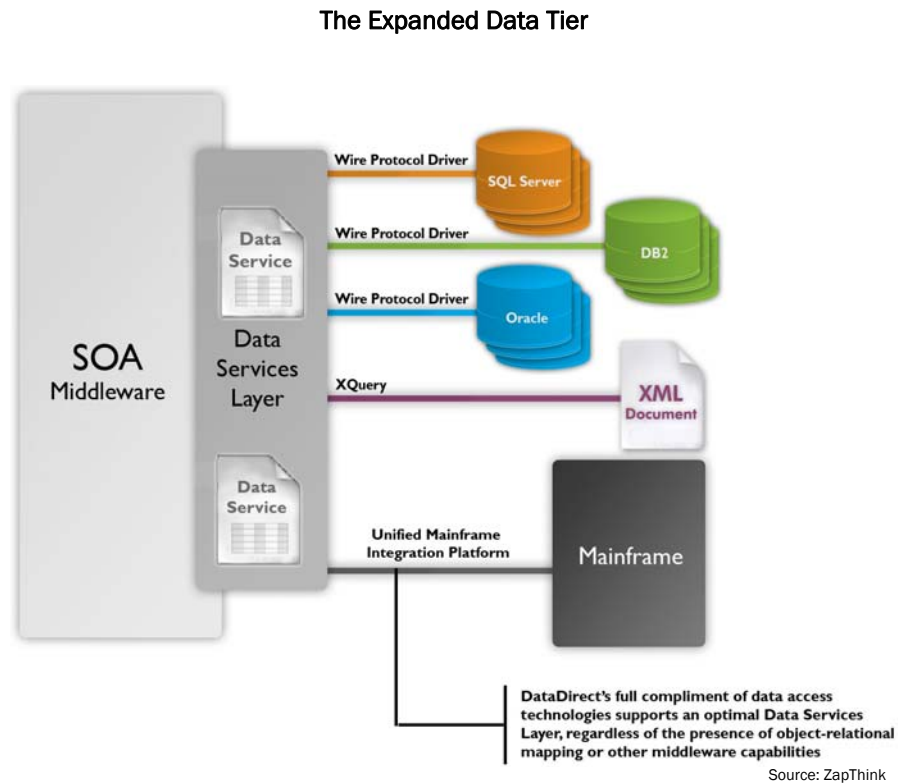 The Expanded Data Tier
Wire Protocol Driver
SQL Server
Data
Service
Wire Protocol Driver
DB2
Wire Protocol Driver
Oracle
SOA
Middleware
Data
Services
Layer
XQuery
XML
Document
Data
Service
Unified Mainframe
Integration Platform
Mainframe
DataDirect's full compliment of data access
technologies supports an optimal Data Services
Layer, regardless of the presence of object-relational
mapping or other middleware capabilities
Source: ZapThink